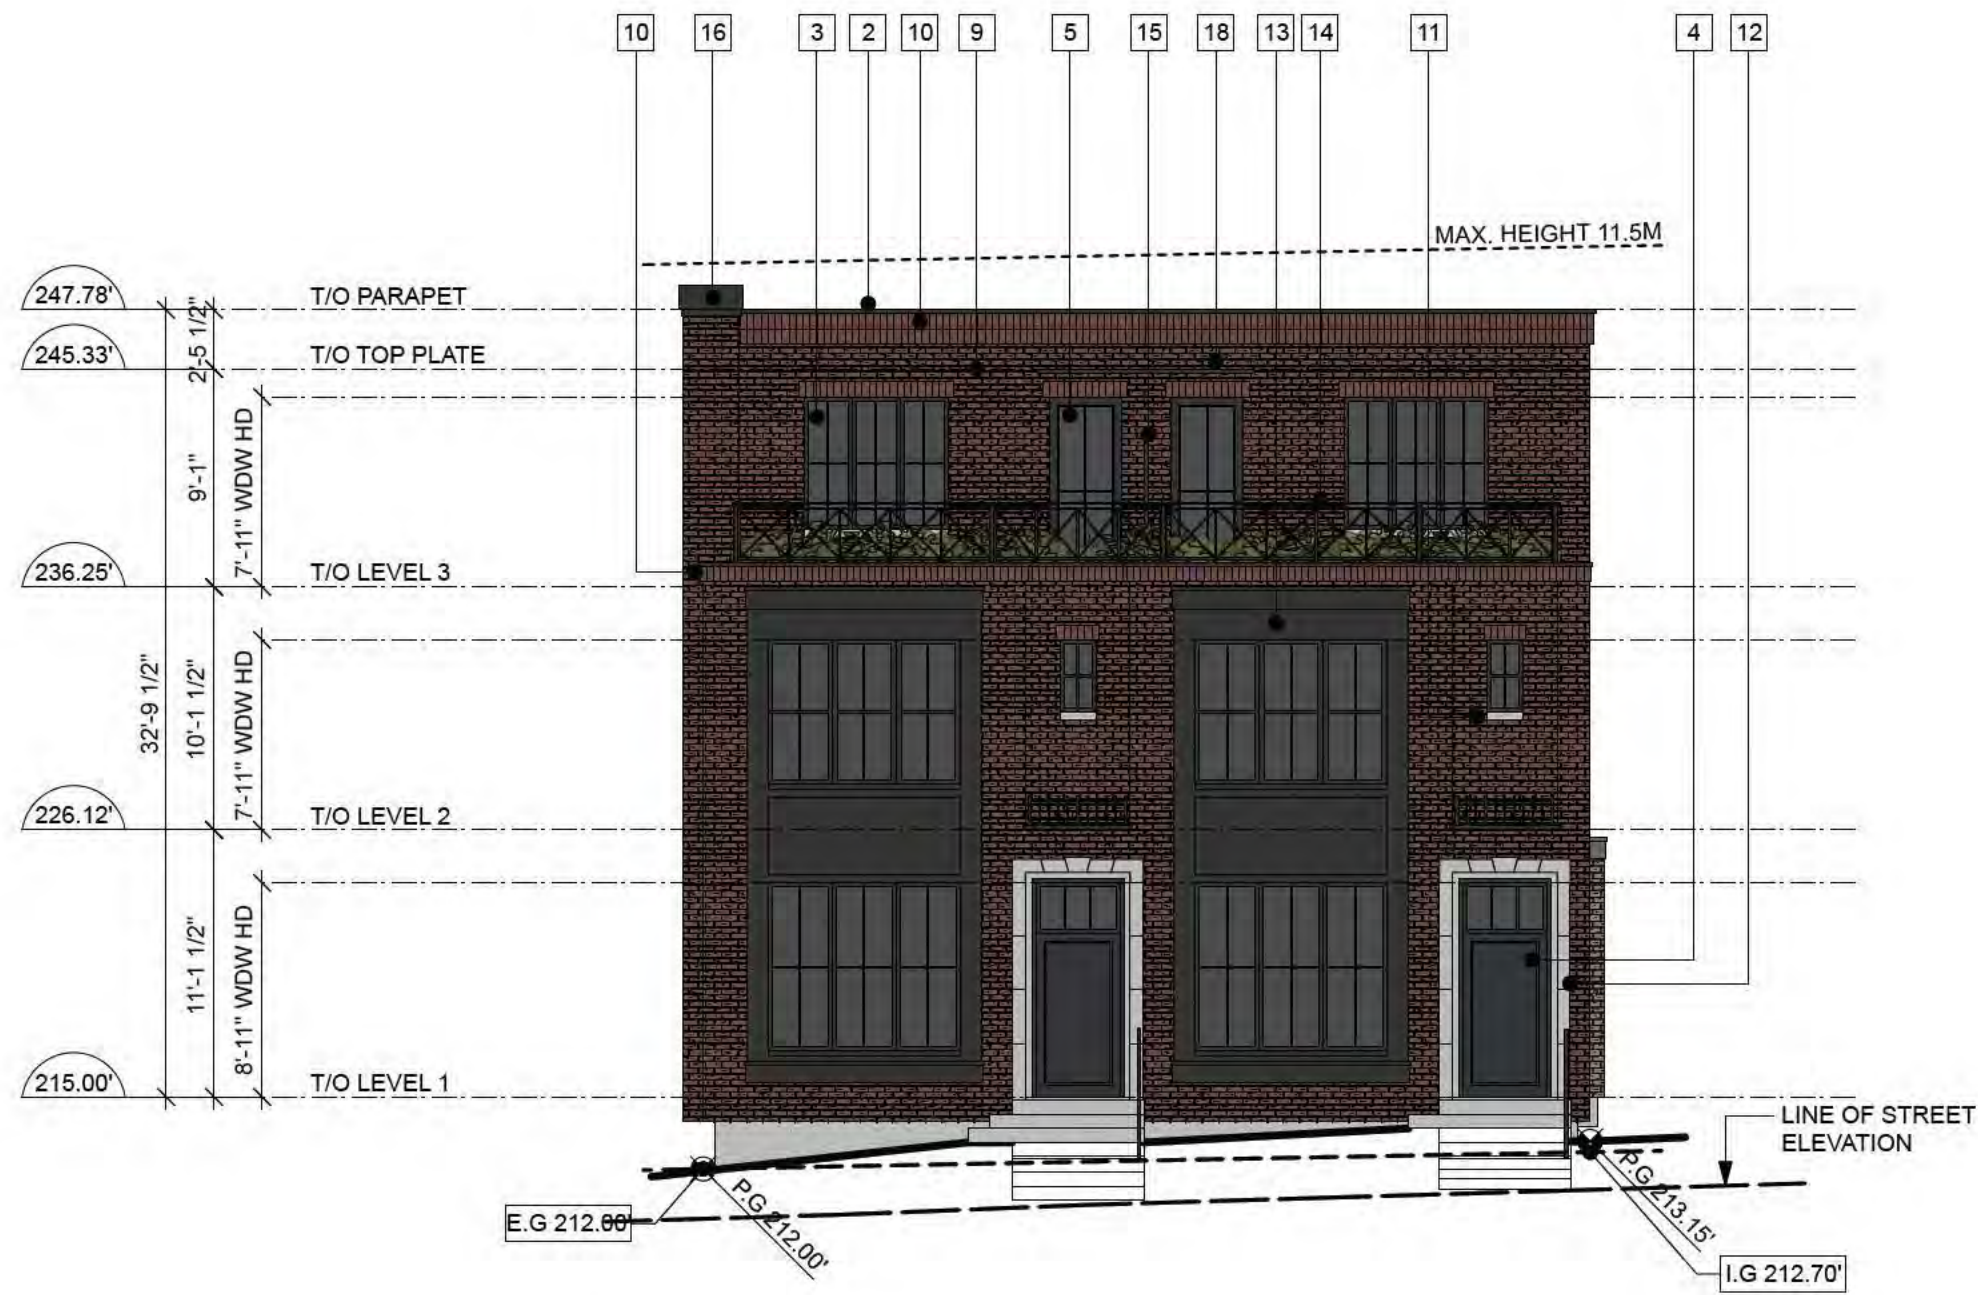 10 16 3 2 10 9 5 15 18 13 14 11 4 12
MAX. HEIGHT 11.5M
247.78'
T/O PARAPET
2'-5 1/2"
245.33'
T/O TOP PLATE
9'-1"
7'-11" WDW HD
236.25'
T/O LEVEL 3
32'-9 1/2"
10'-1 1/2"
7'-11" WDW HD
226.12'
T/O LEVEL 2
11'-1 1/2"
8'-11" WDW HD
215.00'
T/O LEVEL 1
LINE OF STREET
ELEVATION
E.G 212.00'
P.G 212.00'
P.G 213.15'
I.G 212.70'